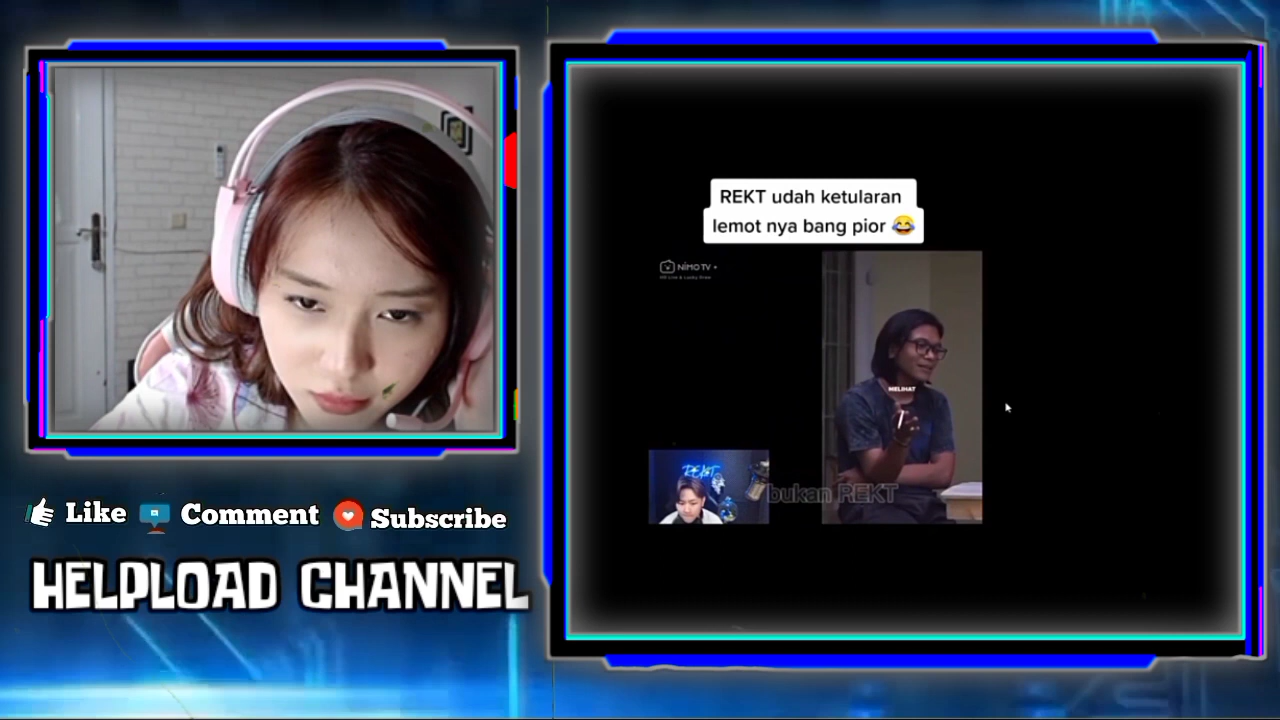 REKT udah ketularan
lemot nya bang pior 😂
NIMO TV
MELIHAT
REKT
bukan REKT
Like
Comment
Subscribe
HELPLOAD CHANNEL